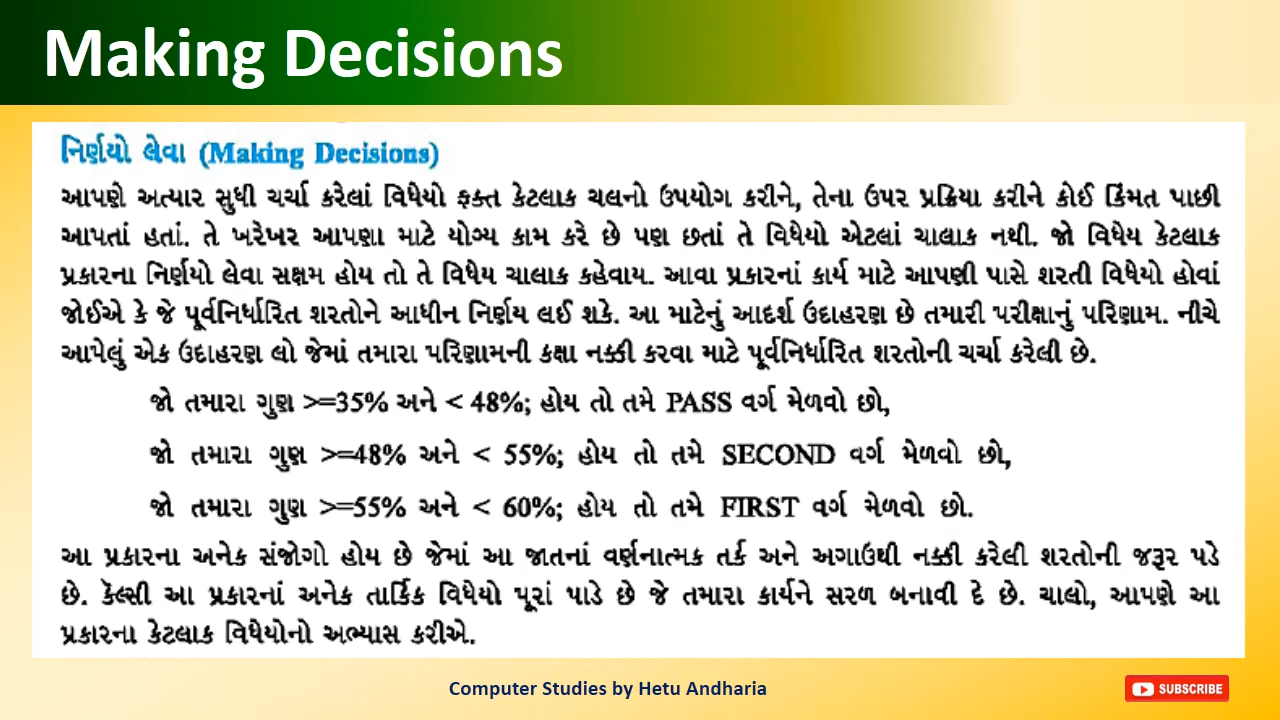 Making Decisions
નિર્ણયો લેવા (Making Decisions)
આપણે અત્યાર સુધી ચર્ચા કરેલાં વિધેયો ફક્ત કેટલાક ચલનો ઉપયોગ કરીને, તેના ઉપર પ્રક્રિયા કરીને કોઈ કિંમત પાછી
આપતાં હતાં. તે ખરેખર આપણા માટે યોગ્ય કામ કરે છે પણ છતાં તે વિધેયો એટલાં ચાલાક નથી. જો વિધેય કેટલાક
પ્રકારના નિર્ણયો લેવા સક્ષમ હોય તો તે વિધેય ચાલાક કહેવાય. આવા પ્રકારનાં કાર્ય માટે આપણી પાસે શરતી વિધેયો હોવાં
જોઈએ કે જે પૂર્વનિર્ધારિત શરતોને આધીન નિર્ણય લઈ શકે. આ માટેનું આદર્શ ઉદાહરણ છે તમારી પરીક્ષાનું પરિણામ. નીચે
આપેલું એક ઉદાહરણ લો જેમાં તમારા પરિણામની કક્ષા નક્કી કરવા માટે પૂર્વનિર્ધારિત શરતોની ચર્ચા કરેલી છે.
જો તમારા ગુણ >=35% અને < 48%; હોય તો તમે PASS વર્ગ મેળવો છો,
જો તમારા ગુણ >=48% અને < 55%; હોય તો તમે SECOND વર્ગ મેળવો છો,
જો તમારા ગુણ >=55% અને < 60%; હોય તો તમે FIRST વર્ગ મેળવો છો.
આ પ્રકારના અનેક સંજોગો હોય છે જેમાં આ જાતનાં વર્ણનાત્મક તર્ક અને અગાઉથી નક્કી કરેલી શરતોની જરૂર પડે
છે. કૅલ્સી આ પ્રકારનાં અનેક તાર્કિક વિધેયો પૂરાં પાડે છે જે તમારા કાર્યને સરળ બનાવી દે છે. ચાલો, આપણે આ
પ્રકારના કેટલાક વિધેયોનો અભ્યાસ કરીએ.
Computer Studies by Hetu Andharia
SUBSCRIBE